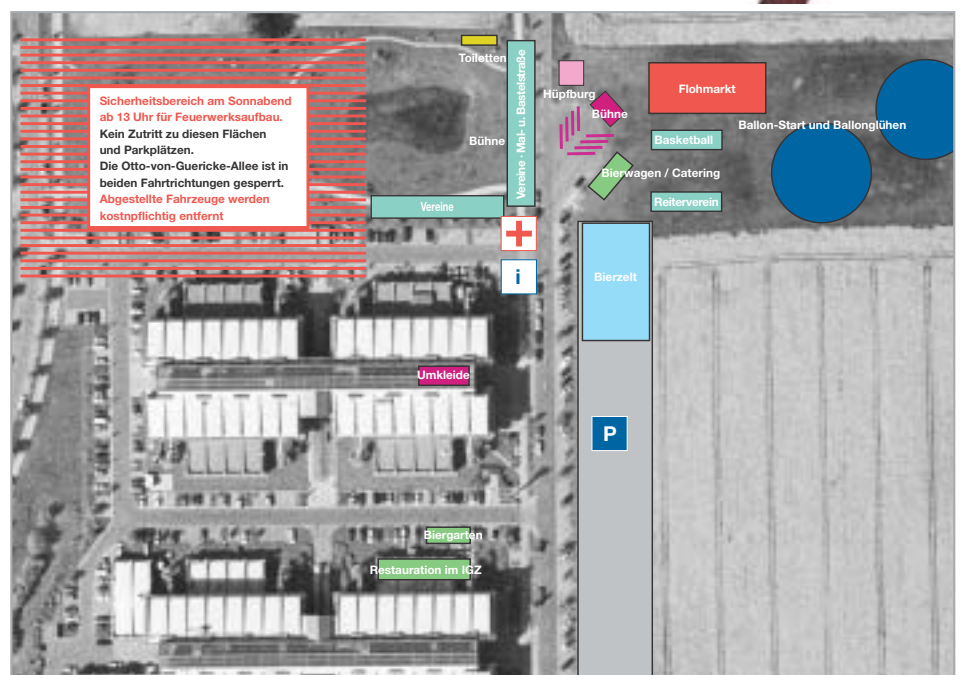 Toiletten
Vereine · Mal- u. Bastelstraße
Hüpfburg
Flohmarkt
Sicherheitsbereich am Sonnabend
ab 13 Uhr für Feuerwerksaufbau.
Kein Zutritt zu diesen Flächen
und Parkplätzen.
Die Otto-von-Guericke-Allee ist in
beiden Fahrtrichtungen gesperrt.
Abgestellte Fahrzeuge werden
kostnpflichtig entfernt
Bühne
Bühne
Ballon-Start und Ballonglühen
Basketball
Bierwagen / Catering
Vereine
Reiterverein
i
Bierzelt
Umkleide
P
Biergarten
Restauration im IGZ